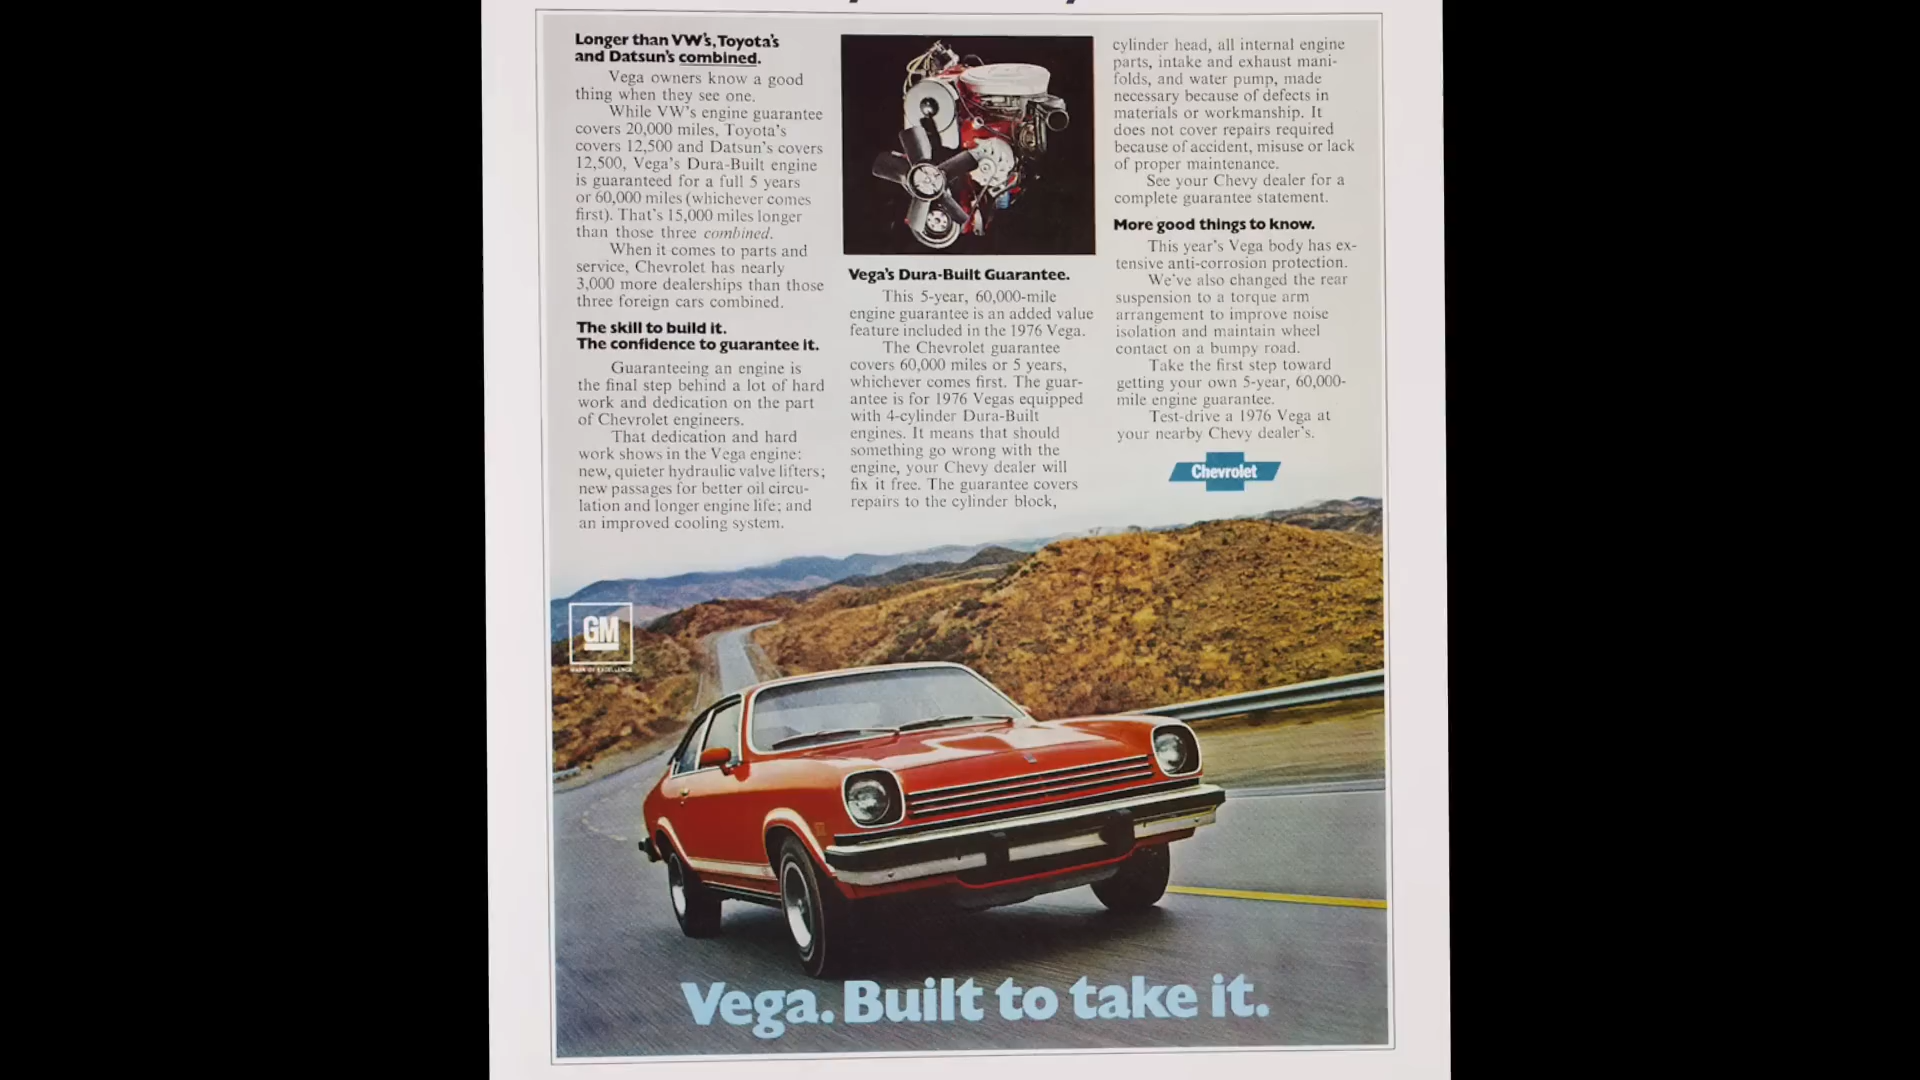 Longer than VW's, Toyota's
and Datsun's combined.
Vega owners know a good
thing when they see one.
While VW's engine guarantee
covers 20,000 miles, Toyota's
covers 12,500 and Datsun's covers
12,500, Vega's Dura-Built engine
is guaranteed for a full 5 years
or 60,000 miles (whichever comes
first). That's 15,000 miles longer
than those three combined.
When it comes to parts and
service, Chevrolet has nearly
3,000 more dealerships than those
three foreign cars combined.
The skill to build it.
The confidence to guarantee it.
Guaranteeing an engine is
the final step behind a lot of hard
work and dedication on the part
of Chevrolet engineers.
That dedication and hard
work shows in the Vega engine:
new, quieter hydraulic valve lifters;
new passages for better oil circu-
lation and longer engine life; and
an improved cooling system.
Vega's Dura-Built Guarantee.
This 5-year, 60,000-mile
engine guarantee is an added value
feature included in the 1976 Vega.
The Chevrolet guarantee
covers 60,000 miles or 5 years,
whichever comes first. The guar-
antee is for 1976 Vegas equipped
with 4-cylinder Dura-Built
engines. It means that should
something go wrong with the
engine, your Chevy dealer will
fix it free. The guarantee covers
repairs to the cylinder block,
cylinder head, all internal engine
parts, intake and exhaust mani-
folds, and water pump, made
necessary because of defects in
materials or workmanship. It
does not cover repairs required
because of accident, misuse or lack
of proper maintenance.
See your Chevy dealer for a
complete guarantee statement.
More good things to know.
This year's Vega body has ex-
tensive anti-corrosion protection.
We've also changed the rear
suspension to a torque arm
arrangement to improve noise
isolation and maintain wheel
contact on a bumpy road.
Take the first step toward
getting your own 5-year, 60,000-
mile engine guarantee.
Test-drive a 1976 Vega at
your nearby Chevy dealer's.
Chevrolet
GM
MARK OF EXCELLENCE
Vega. Built to take it.